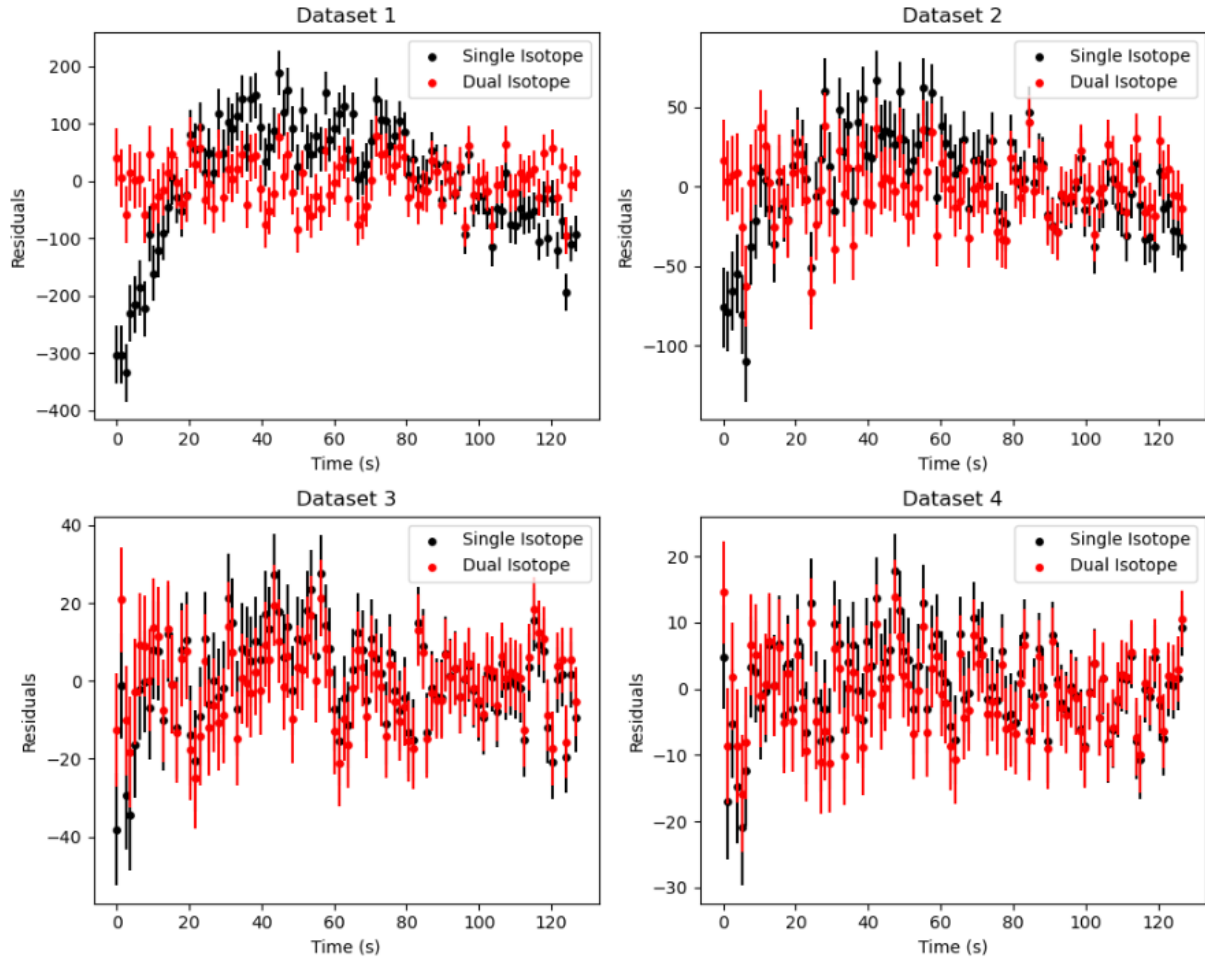 Dataset 1
Residuals
200
100
0
−100
−200
−300
−400
Single Isotope
Dual Isotope
0 20 40 60 80 100 120
Time (s)
Dataset 2
Residuals
50
0
−50
−100
Single Isotope
Dual Isotope
0 20 40 60 80 100 120
Time (s)
Dataset 3
Residuals
40
20
0
−20
−40
Single Isotope
Dual Isotope
0 20 40 60 80 100 120
Time (s)
Dataset 4
Residuals
20
10
0
−10
−20
−30
Single Isotope
Dual Isotope
0 20 40 60 80 100 120
Time (s)